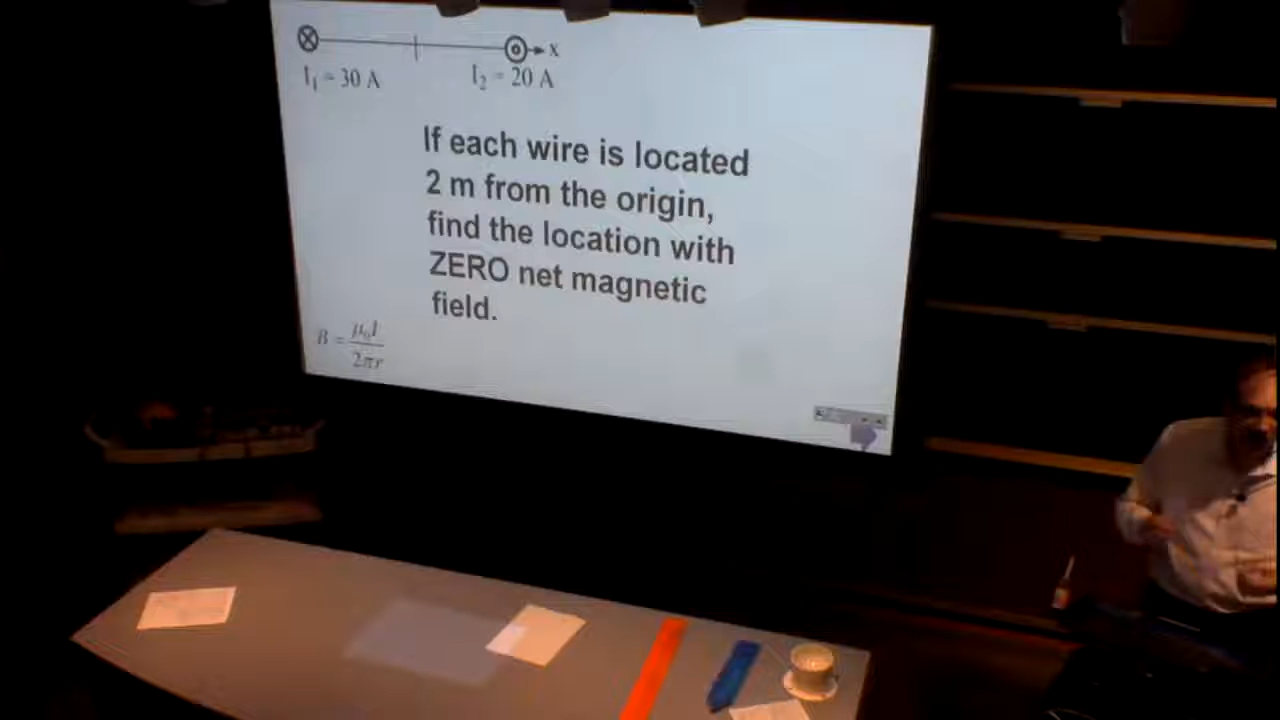 x
I₁ = 30 A I₂ = 20 A
If each wire is located
2 m from the origin,
find the location with
ZERO net magnetic
field.
B = μ₀I / 2πr